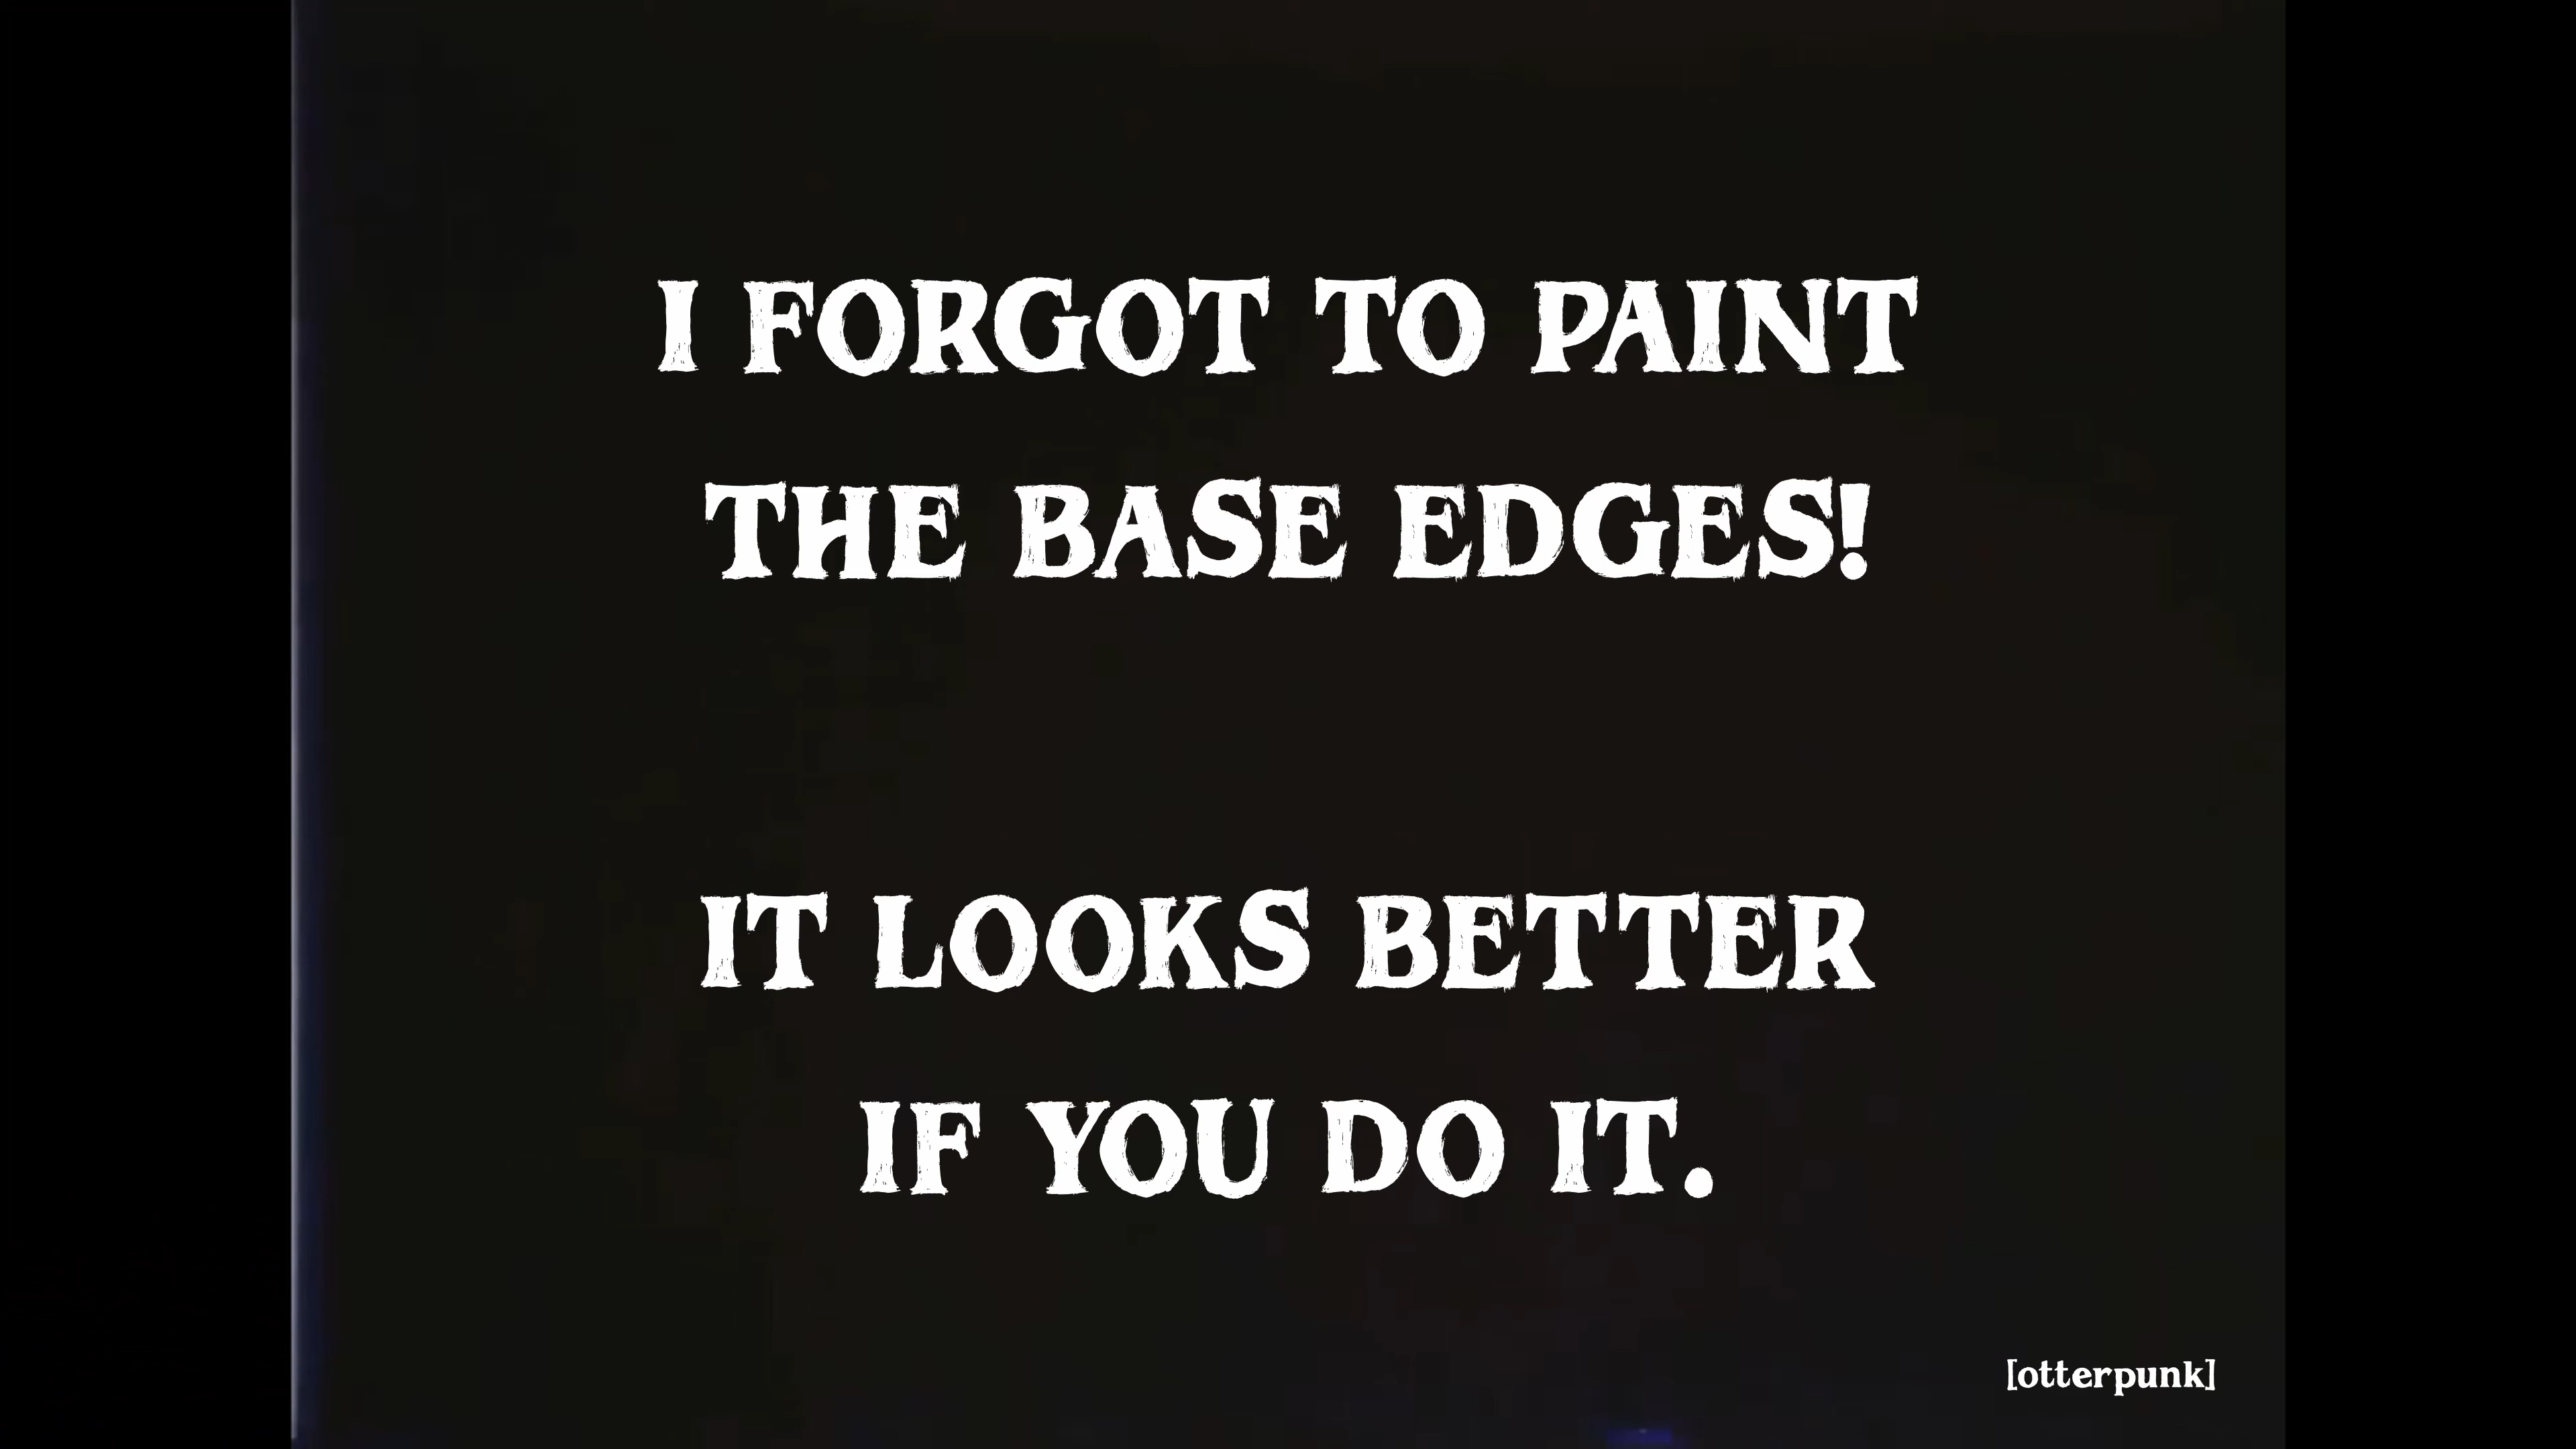 I FORGOT TO PAINT
THE BASE EDGES!
IT LOOKS BETTER
IF YOU DO IT.
[otterpunk]